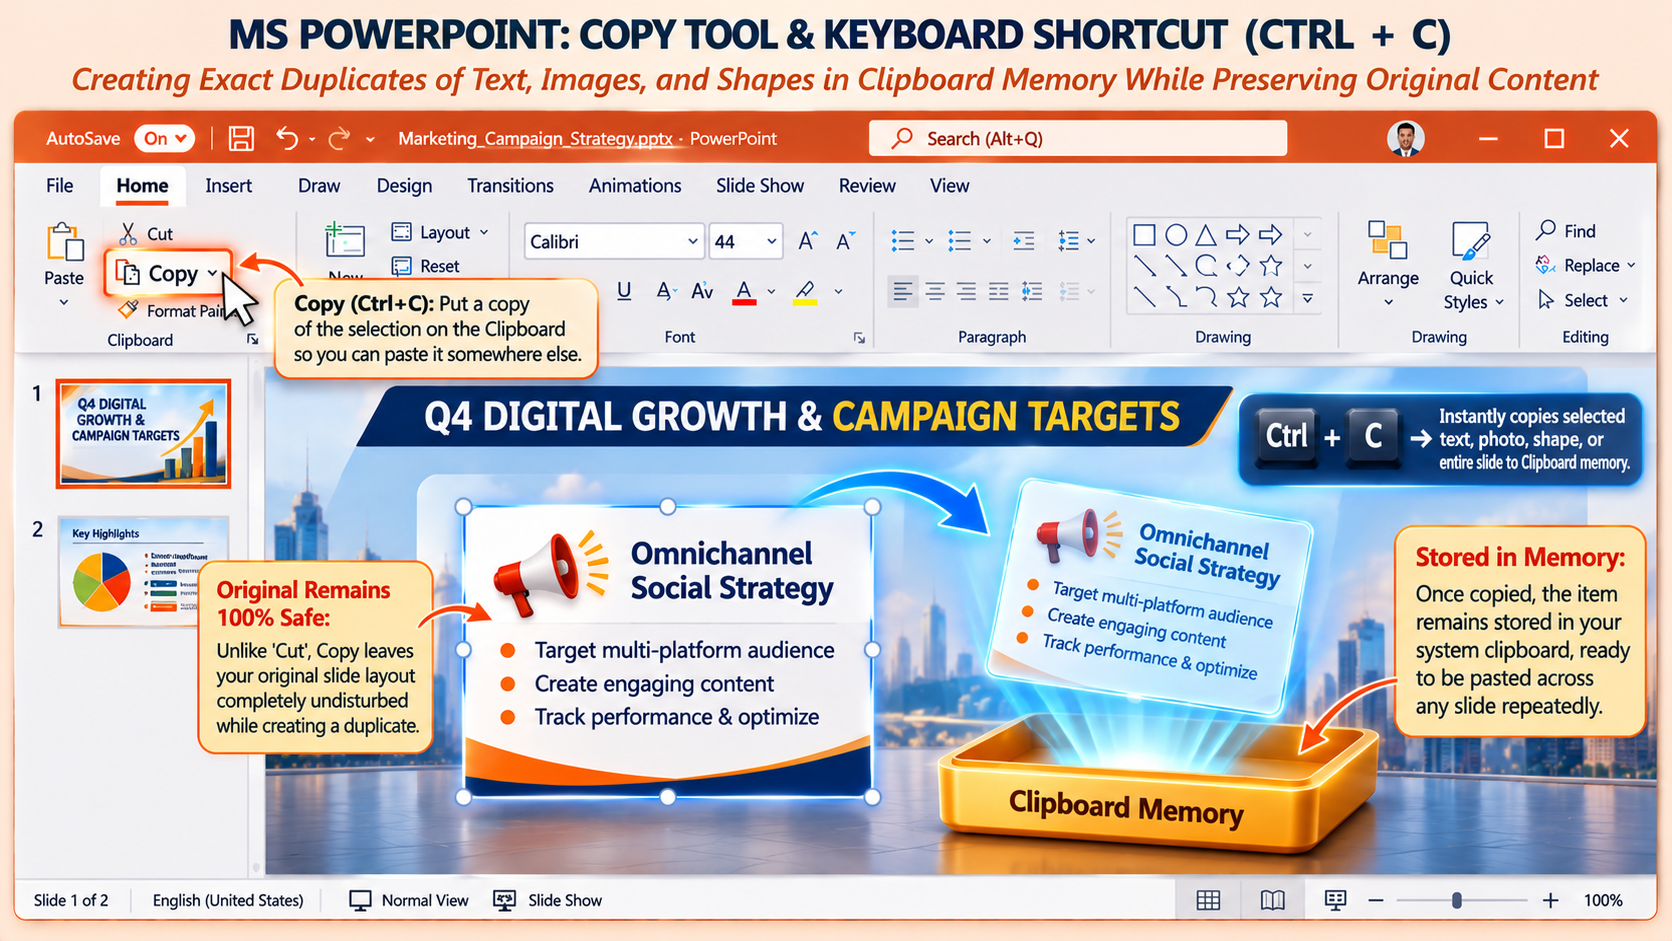 MS POWERPOINT: COPY TOOL & KEYBOARD SHORTCUT (CTRL + C)
Creating Exact Duplicates of Text, Images, and Shapes in Clipboard Memory While Preserving Original Content
AutoSave On
Marketing_Campaign_Strategy.pptx - PowerPoint
Search (Alt+Q)
File Home Insert Draw Design Transitions Animations Slide Show Review View
Paste
Cut
Copy
Format Pain
Clipboard
New
Layout
Reset
Copy (Ctrl+C): Put a copy
of the selection on the Clipboard
so you can paste it somewhere else.
Calibri 44
Font
Paragraph
Drawing
Arrange
Quick
Styles
Drawing
Find
Replace
Select
Editing
1
Q4 DIGITAL
GROWTH &
CAMPAIGN TARGETS
2
Key Highlights
Q4 DIGITAL GROWTH & CAMPAIGN TARGETS
Ctrl + C
Instantly copies selected
text, photo, shape, or
entire slide to Clipboard memory.
Original Remains
100% Safe:
Unlike 'Cut', Copy leaves
your original slide layout
completely undisturbed
while creating a duplicate.
Omnichannel
Social Strategy
Target multi-platform audience
Create engaging content
Track performance & optimize
Omnichannel
Social Strategy
Target multi-platform audience
Create engaging content
Track performance & optimize
Clipboard Memory
Stored in Memory:
Once copied, the item
remains stored in your
system clipboard, ready
to be pasted across
any slide repeatedly.
Slide 1 of 2 English (United States) Normal View Slide Show 100%